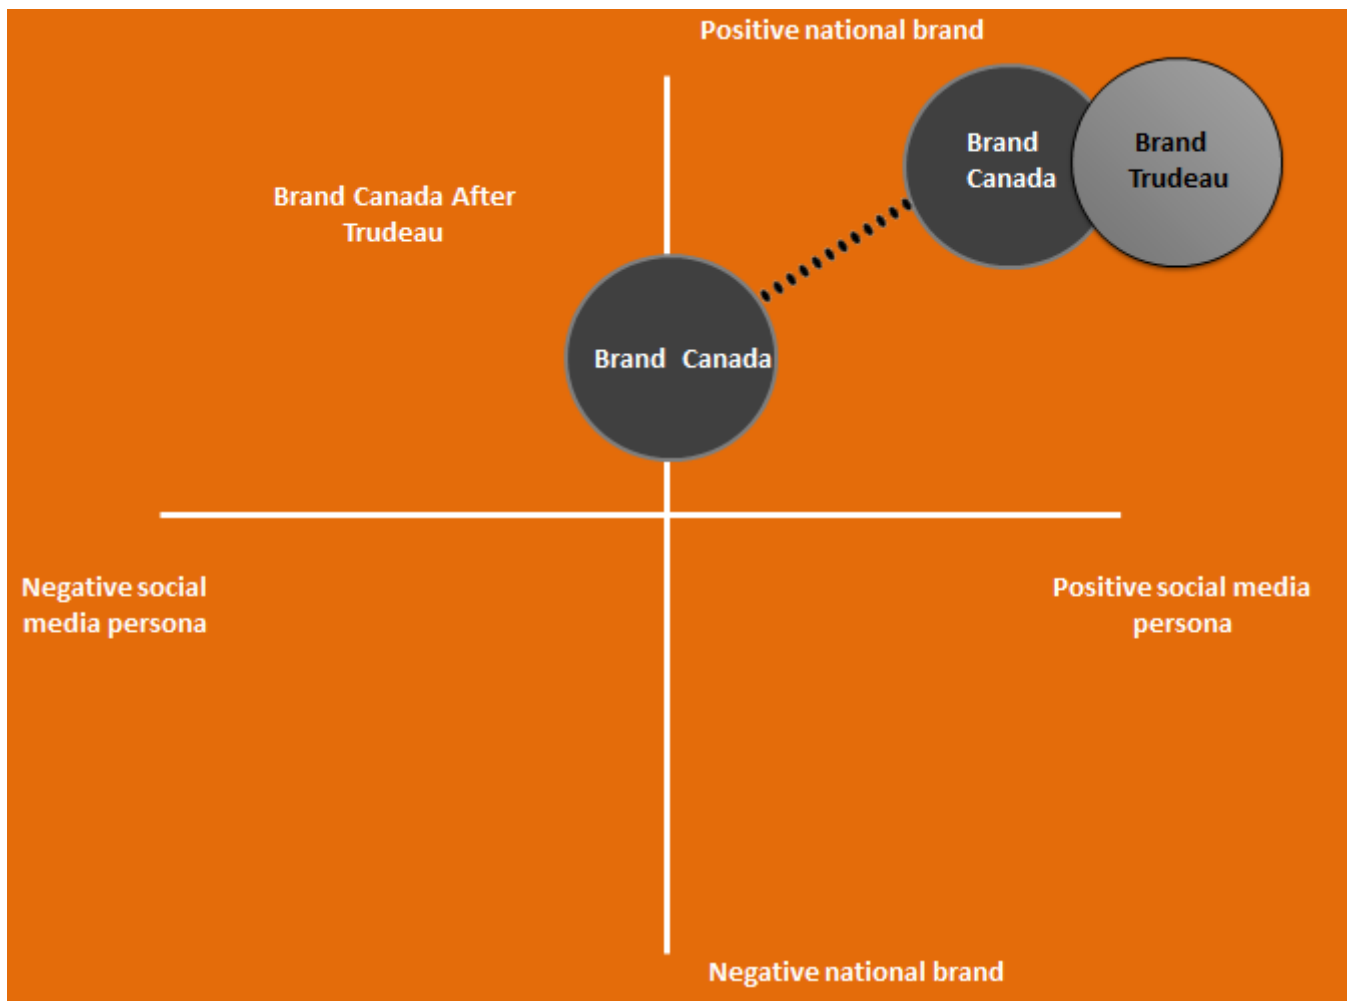 Positive national brand
Brand
Canada
Brand
Trudeau
Brand Canada After
Trudeau
Brand Canada
Negative social
media persona
Positive social media
persona
Negative national brand